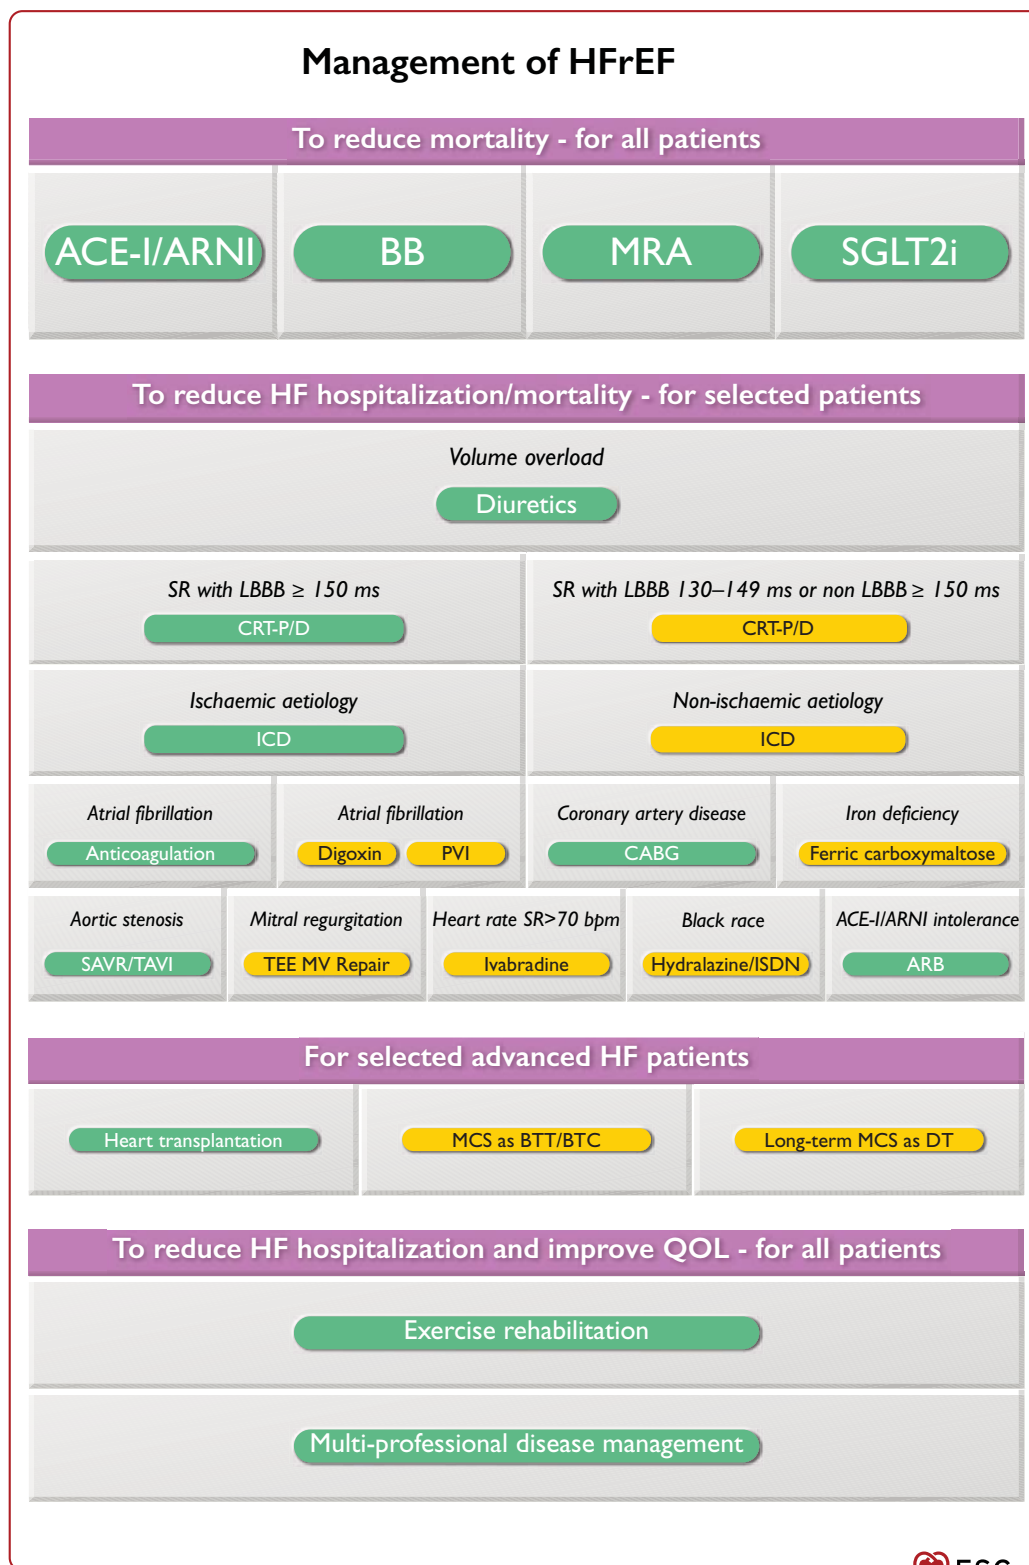 Management of HFrEF
To reduce mortality - for all patients
ACE-I/ARNI
BB
MRA
SGLT2i
To reduce HF hospitalization/mortality - for selected patients
Volume overload
Diuretics
SR with LBBB ≥ 150 ms
CRT-P/D
SR with LBBB 130–149 ms or non LBBB ≥ 150 ms
CRT-P/D
Ischaemic aetiology
ICD
Non-ischaemic aetiology
ICD
Atrial fibrillation
Anticoagulation
Atrial fibrillation
Digoxin
PVI
Coronary artery disease
CABG
Iron deficiency
Ferric carboxymaltose
Aortic stenosis
SAVR/TAVI
Mitral regurgitation
TEE MV Repair
Heart rate SR>70 bpm
Ivabradine
Black race
Hydralazine/ISDN
ACE-I/ARNI intolerance
ARB
For selected advanced HF patients
Heart transplantation
MCS as BTT/BTC
Long-term MCS as DT
To reduce HF hospitalization and improve QOL - for all patients
Exercise rehabilitation
Multi-professional disease management
ESC